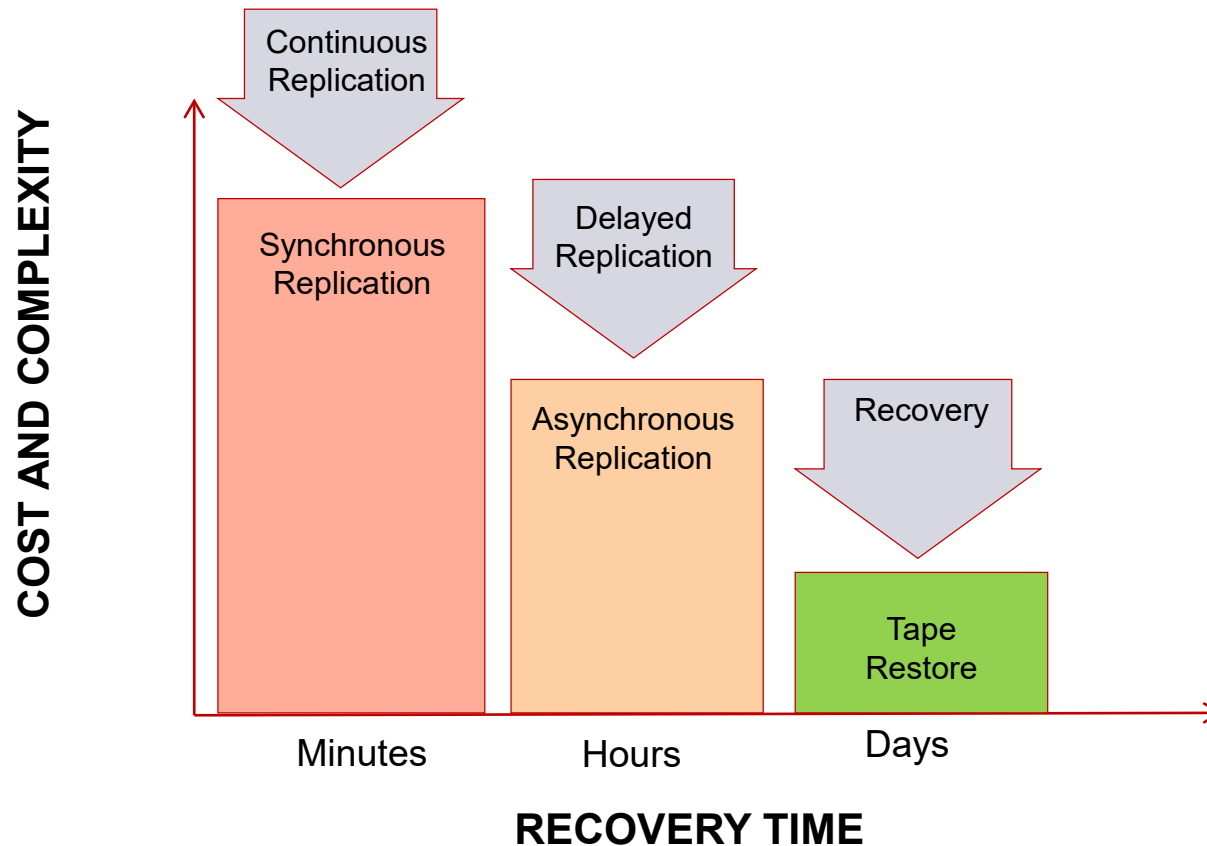 COST AND COMPLEXITY
Continuous
Replication
Synchronous
Replication
Delayed
Replication
Asynchronous
Replication
Recovery
Tape
Restore
Minutes
Hours
Days
RECOVERY TIME